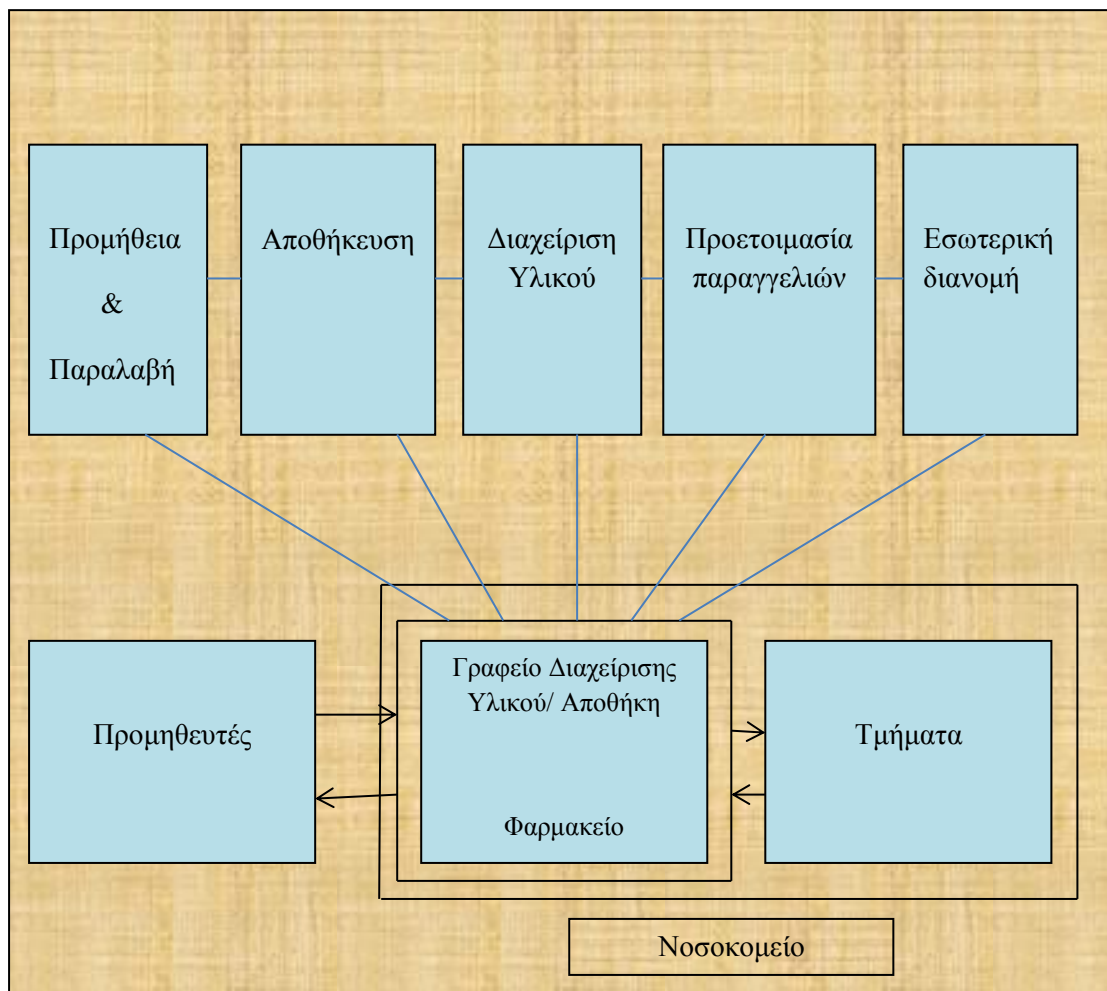 Προμήθεια
&
Παραλαβή
Αποθήκευση
Διαχείριση
Υλικού
Προετοιμασία
παραγγελιών
Εσωτερική
διανομή
Προμηθευτές
Γραφείο Διαχείρισης
Υλικού/ Αποθήκη
Φαρμακείο
Τμήματα
Νοσοκομείο